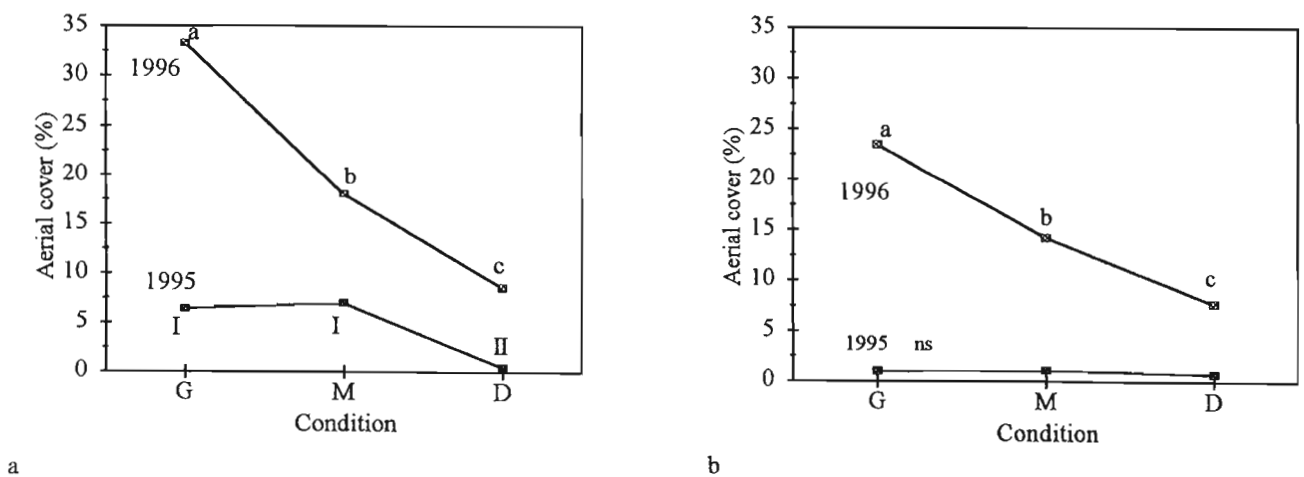 35
30
25
20
15
10
5
0
Aerial cover (%)
1996
a
b
c
1995
I
I
II
G M D
Condition
a
35
30
25
20
15
10
5
0
Aerial cover (%)
1996
a
b
c
1995 ns
G M D
Condition
b